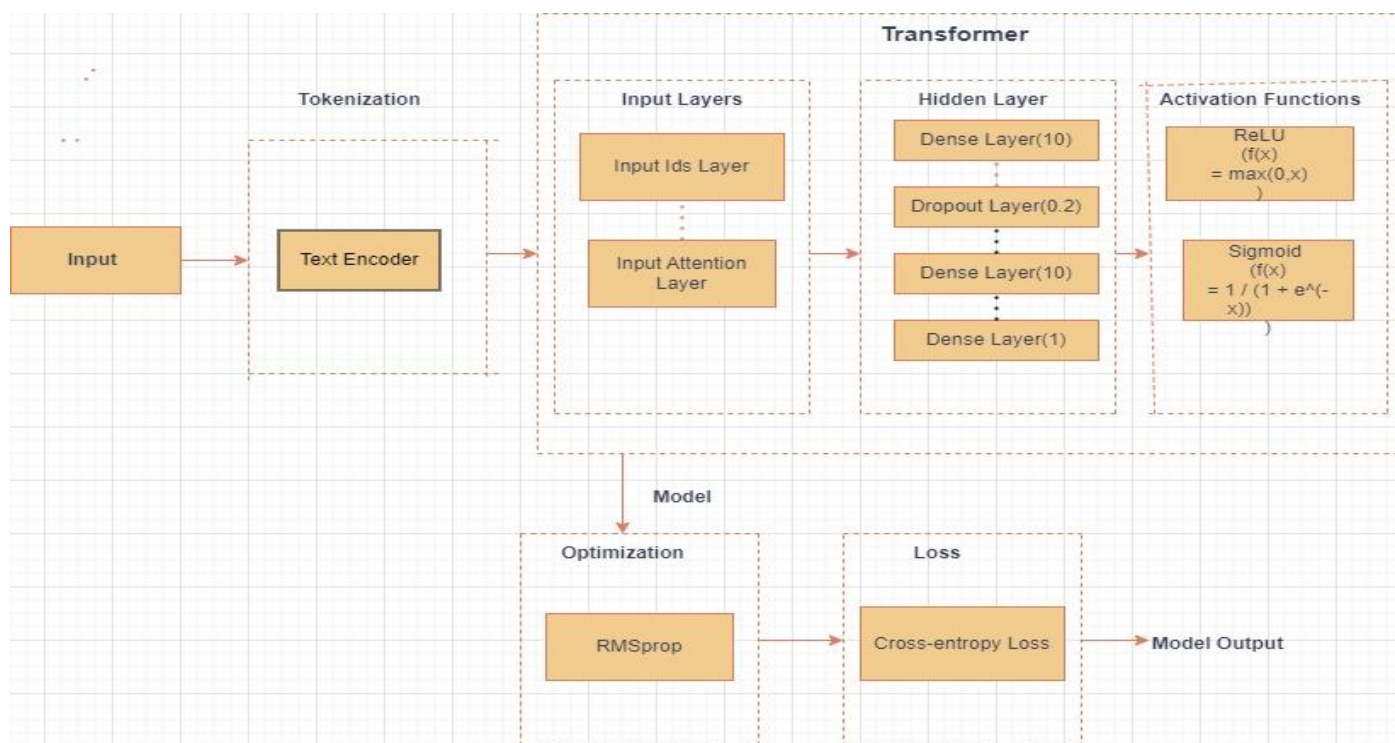 Transformer
Tokenization
Input Layers
Hidden Layer
Activation Functions
Input
Text Encoder
Input Ids Layer
Input Attention
Layer
Dense Layer(10)
Dropout Layer(0.2)
Dense Layer(10)
Dense Layer(1)
ReLU
(f(x)
= max(0,x)
)
Sigmoid
(f(x)
= 1 / (1 + e^(-
x))
)
Model
Optimization
Loss
RMSprop
Cross-entropy Loss
Model Output